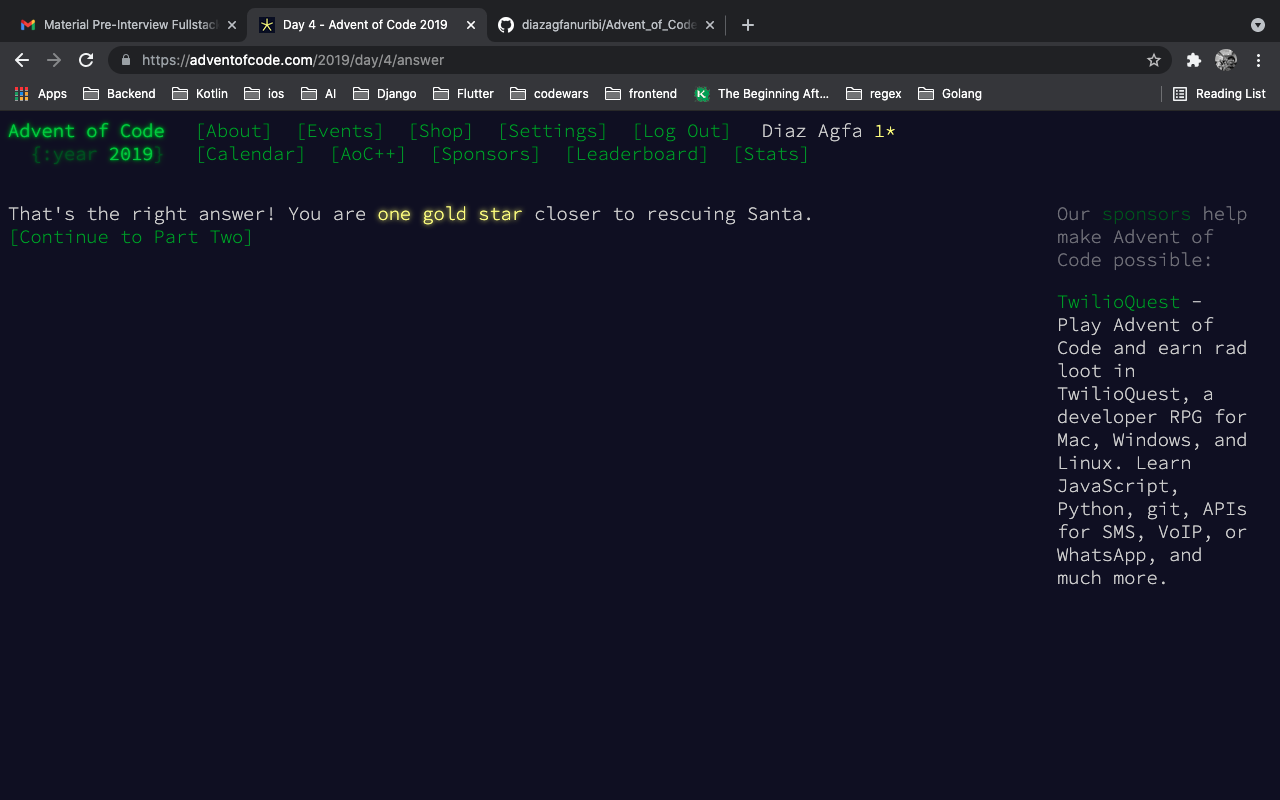 Material Pre-Interview Fullstac
Day 4 - Advent of Code 2019
diazagfanuribi/Advent_of_Code
https://adventofcode.com/2019/day/4/answer
Apps Backend Kotlin ios AI Django Flutter codewars frontend The Beginning Aft... regex Golang Reading List
Advent of Code [About] [Events] [Shop] [Settings] [Log Out] Diaz Agfa 1*
{:year 2019} [Calendar] [AoC++] [Sponsors] [Leaderboard] [Stats]
That's the right answer! You are one gold star closer to rescuing Santa.
[Continue to Part Two]
Our sponsors help
make Advent of
Code possible:
TwilioQuest -
Play Advent of
Code and earn rad
loot in
TwilioQuest, a
developer RPG for
Mac, Windows, and
Linux. Learn
JavaScript,
Python, git, APIs
for SMS, VoIP, or
WhatsApp, and
much more.